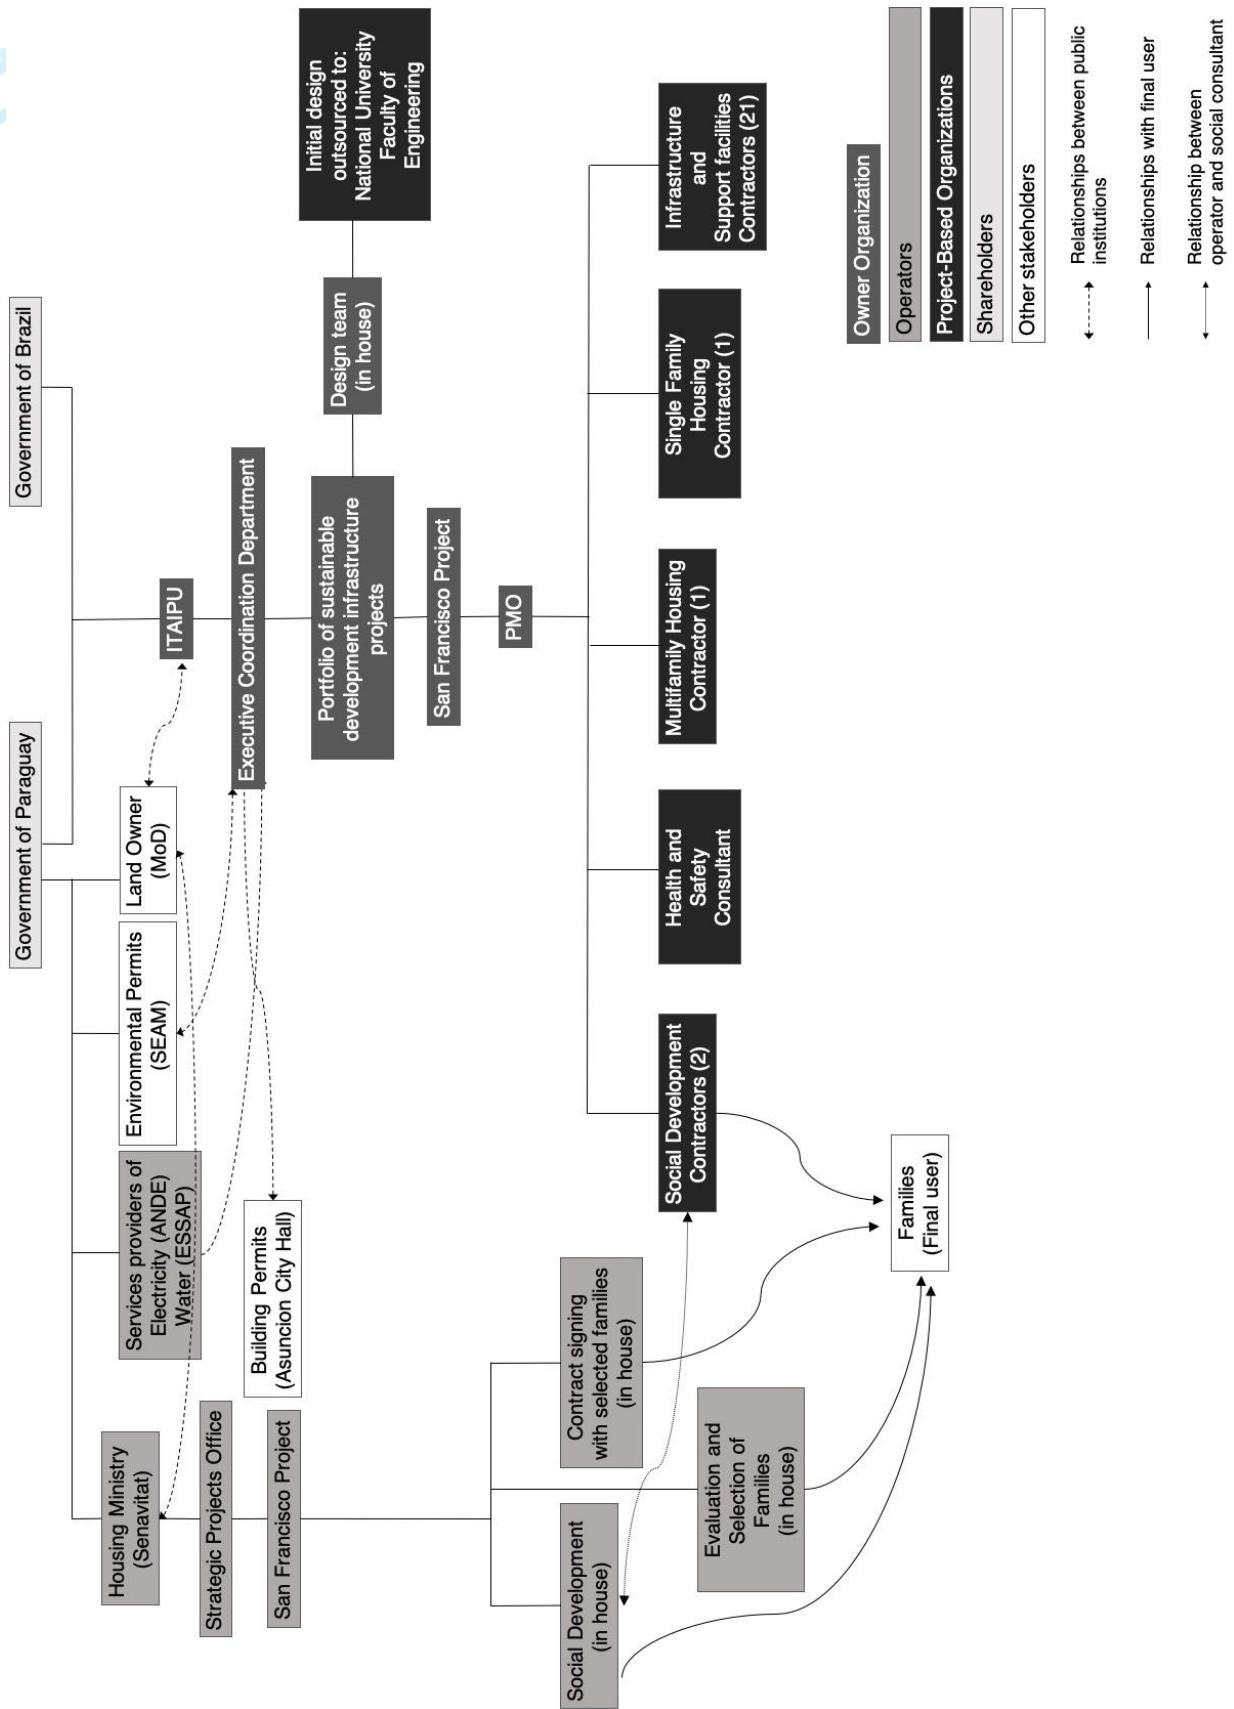 Government of Paraguay
Government of Brazil
Housing Ministry
(Senavitat)
Services providers of
Electricity (ANDE)
Water (ESSAP)
Environmental Permits
(SEAM)
Land Owner
(MoD)
ITAIPU
Strategic Projects Office
Building Permits
(Asuncion City Hall)
Executive Coordination Department
San Francisco Project
Portfolio of sustainable
development infrastructure
projects
Design team
(in house)
Initial design
outsourced to:
National University
Faculty of
Engineering
San Francisco Project
PMO
Social Development
(in house)
Contract signing
with selected families
(in house)
Evaluation and
Selection of
Families
(in house)
Social Development
Contractors (2)
Health and
Safety
Consultant
Multifamily Housing
Contractor (1)
Single Family
Housing
Contractor (1)
Infrastructure
and
Support facilities
Contractors (21)
Families
(Final user)
Owner Organization
Operators
Project-Based Organizations
Shareholders
Other stakeholders
Relationships between public
institutions
Relationships with final user
Relationship between
operator and social consultant